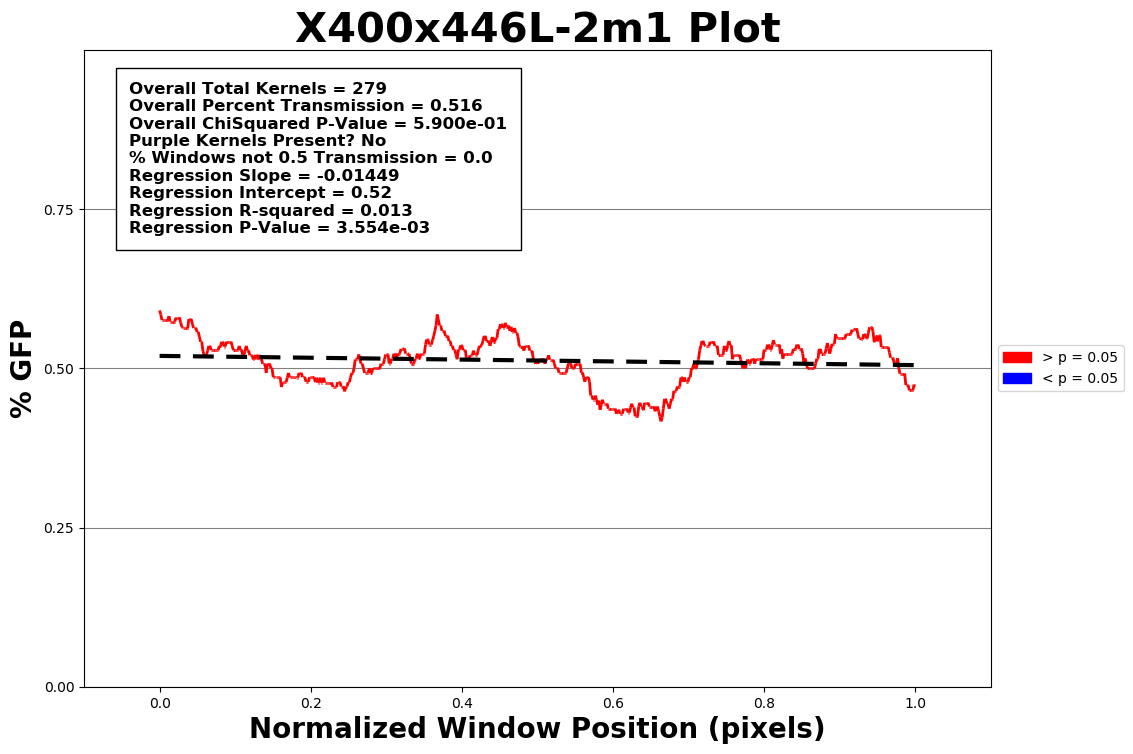 X400x446L-2m1 Plot
Overall Total Kernels = 279
Overall Percent Transmission = 0.516
Overall ChiSquared P-Value = 5.900e-01
Purple Kernels Present? No
% Windows not 0.5 Transmission = 0.0
Regression Slope = -0.01449
Regression Intercept = 0.52
Regression R-squared = 0.013
Regression P-Value = 3.554e-03
% GFP
0.75
0.50
0.25
0.00
0.0 0.2 0.4 0.6 0.8 1.0
Normalized Window Position (pixels)
> p = 0.05
< p = 0.05